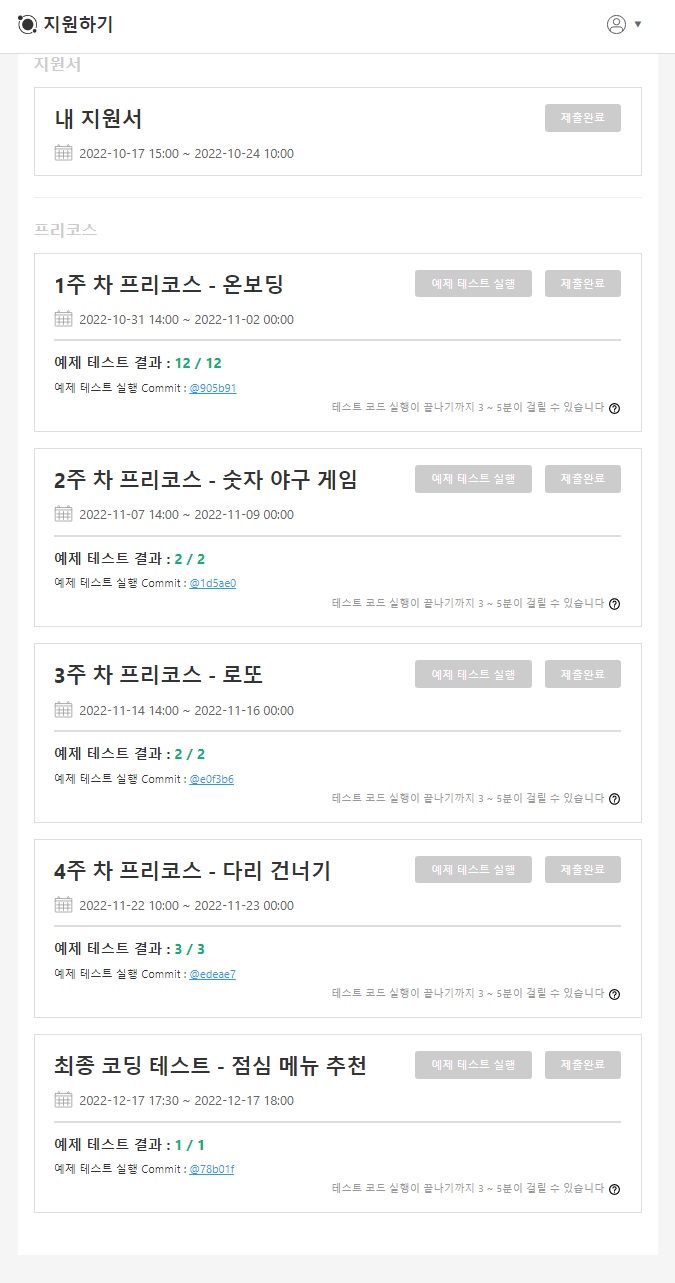 지원하기
지원서
내 지원서
제출완료
2022-10-17 15:00 ~ 2022-10-24 10:00
프리코스
1주 차 프리코스 - 온보딩
예제 테스트 실행
제출완료
2022-10-31 14:00 ~ 2022-11-02 00:00
예제 테스트 결과 : 12 / 12
예제 테스트 실행 Commit : @905b91
테스트 코드 실행이 끝나기까지 3 ~ 5분이 걸릴 수 있습니다
2주 차 프리코스 - 숫자 야구 게임
예제 테스트 실행
제출완료
2022-11-07 14:00 ~ 2022-11-09 00:00
예제 테스트 결과 : 2 / 2
예제 테스트 실행 Commit : @1d5ae0
테스트 코드 실행이 끝나기까지 3 ~ 5분이 걸릴 수 있습니다
3주 차 프리코스 - 로또
예제 테스트 실행
제출완료
2022-11-14 14:00 ~ 2022-11-16 00:00
예제 테스트 결과 : 2 / 2
예제 테스트 실행 Commit : @e0f3b6
테스트 코드 실행이 끝나기까지 3 ~ 5분이 걸릴 수 있습니다
4주 차 프리코스 - 다리 건너기
예제 테스트 실행
제출완료
2022-11-22 10:00 ~ 2022-11-23 00:00
예제 테스트 결과 : 3 / 3
예제 테스트 실행 Commit : @edeae7
테스트 코드 실행이 끝나기까지 3 ~ 5분이 걸릴 수 있습니다
최종 코딩 테스트 - 점심 메뉴 추천
예제 테스트 실행
제출완료
2022-12-17 17:30 ~ 2022-12-17 18:00
예제 테스트 결과 : 1 / 1
예제 테스트 실행 Commit : @78b01f
테스트 코드 실행이 끝나기까지 3 ~ 5분이 걸릴 수 있습니다